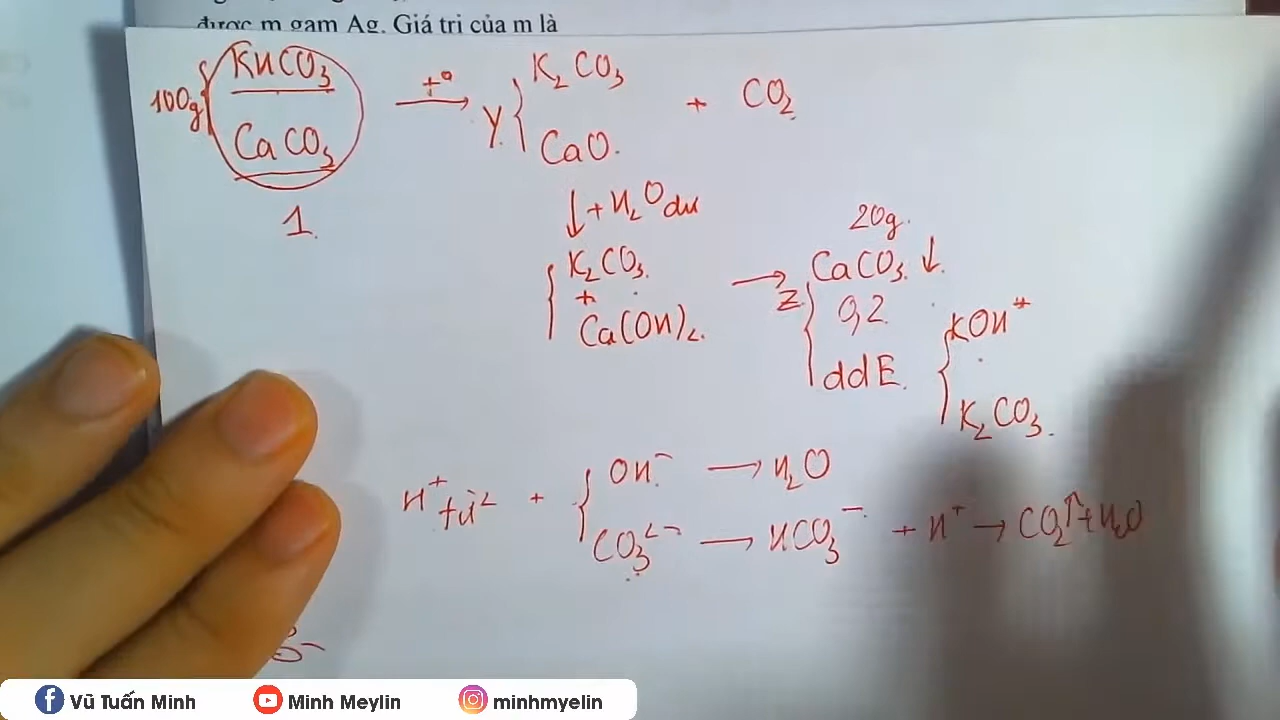 được m gam Ag. Giá trị của m là
100g { KHCO3 t° → Y { K2CO3 + CO2
CaCO3 CaO.
1.
↓ + H2O dư
{ K2CO3. + Ca(OH)2. → 20g. CaCO3 ↓.
Z { 0,2
ddE. { KOH*
K2CO3.
H+ từ2 + { OH- → H2O
CO3 2- → HCO3- + H+ → CO2↑ + H2O
Vũ Tuấn Minh
Minh Meylin
minhmyelin